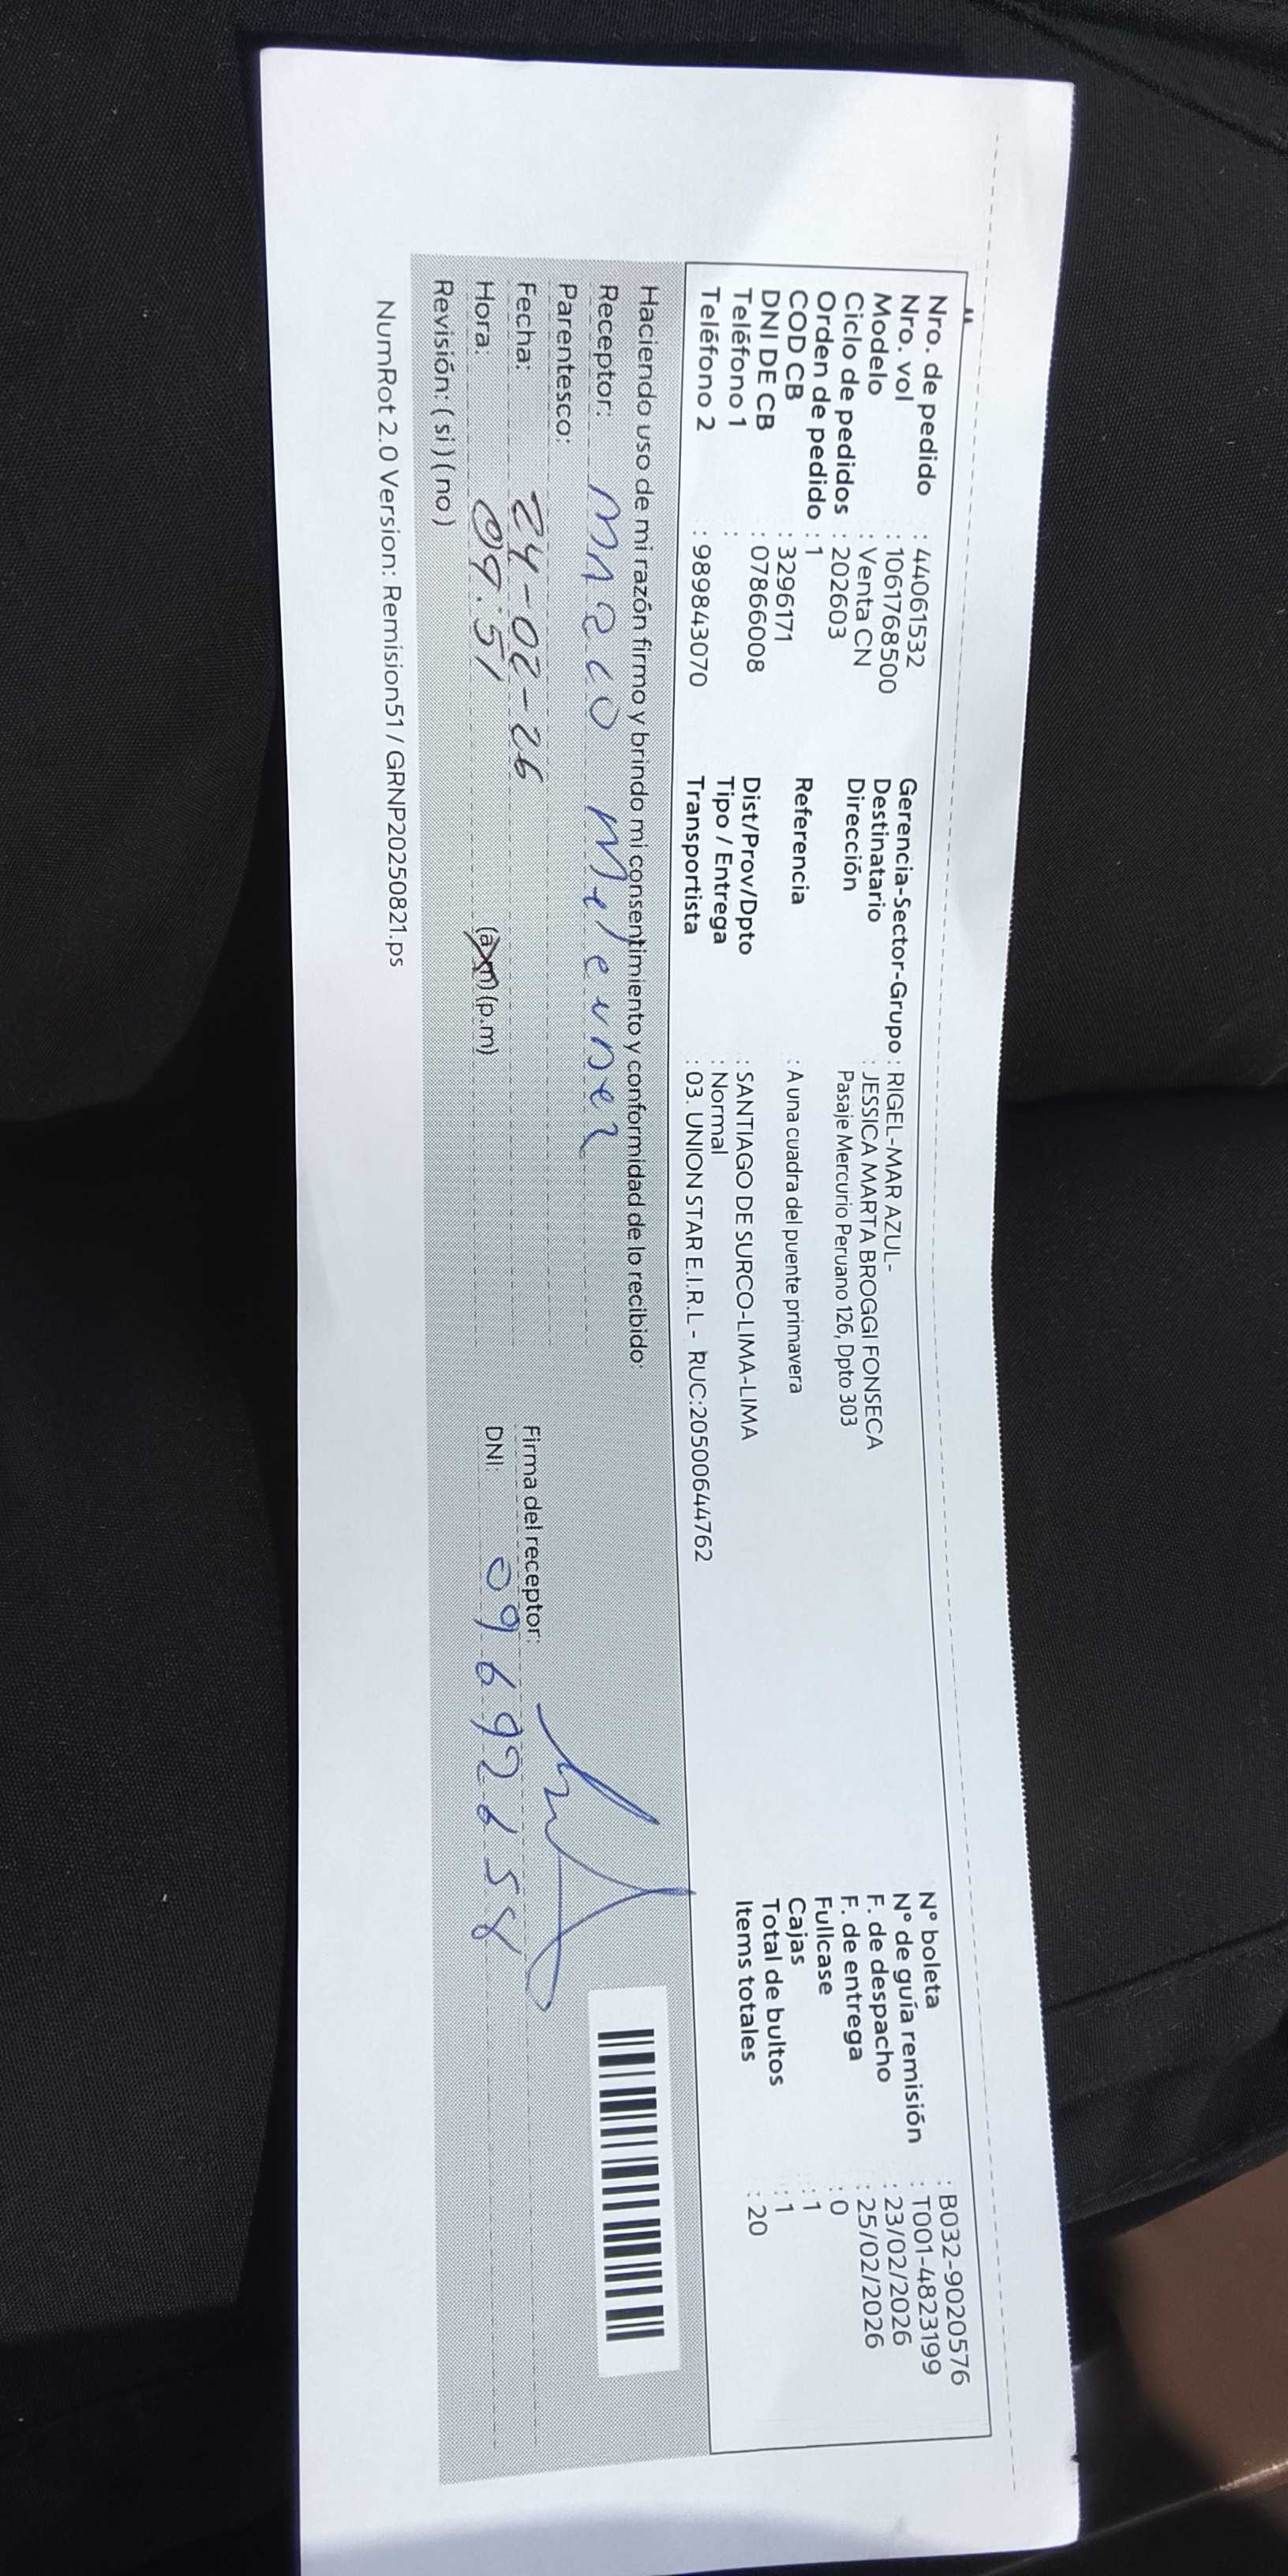 Nro. de pedido : 44061532
Nro. vol : 1061768500
Modelo : Venta CN
Ciclo de pedidos : 202603
Orden de pedido : 1
COD CB : 3296171
DNI DE CB : 07866008
Teléfono 1 :
Teléfono 2 : 989843070
Gerencia-Sector-Grupo : RIGEL-MAR AZUL-
Destinatario : JESSICA MARTA BROGGI FONSECA
Dirección Pasaje Mercurio Peruano 126, Dpto 303
Referencia : A una cuadra del puente primavera
Dist/Prov/Dpto : SANTIAGO DE SURCO-LIMA-LIMA
Tipo / Entrega : Normal
Transportista : 03. UNION STAR E.I.R.L - RUC:20500644762
N° boleta : B032-9020576
N° de guía remisión : T001-4823199
F. de despacho : 23/02/2026
F. de entrega : 25/02/2026
Fullcase : 0
Cajas : 1
Total de bultos : 1
Items totales : 20
Haciendo uso de mi razón firmo y brindo mi consentimiento y conformidad de lo recibido:
Receptor:
Parentesco:
Fecha: 24-02-26
Hora: 09:51 (a.m) (p.m)
Revisión: ( si ) ( no )
Firma del receptor:
DNI:
NumRot 2.0 Version: Remision51 / GRNP20250821.ps